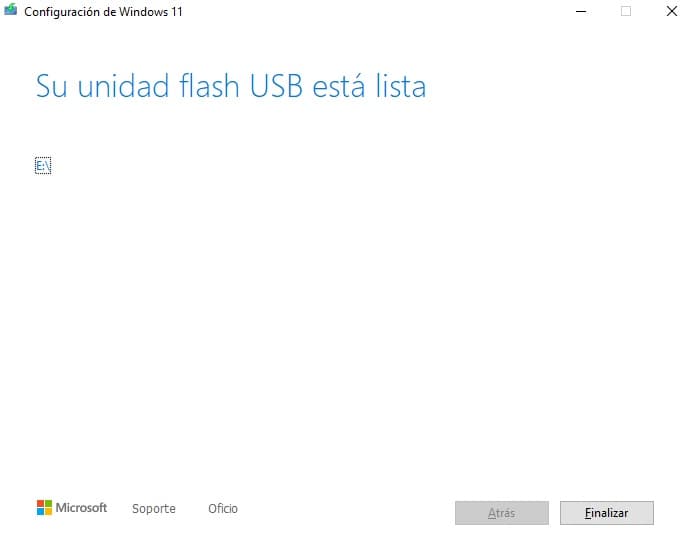 Configuración de Windows 11
Su unidad flash USB está lista
E:\
Microsoft Soporte Oficio Atrás Finalizar